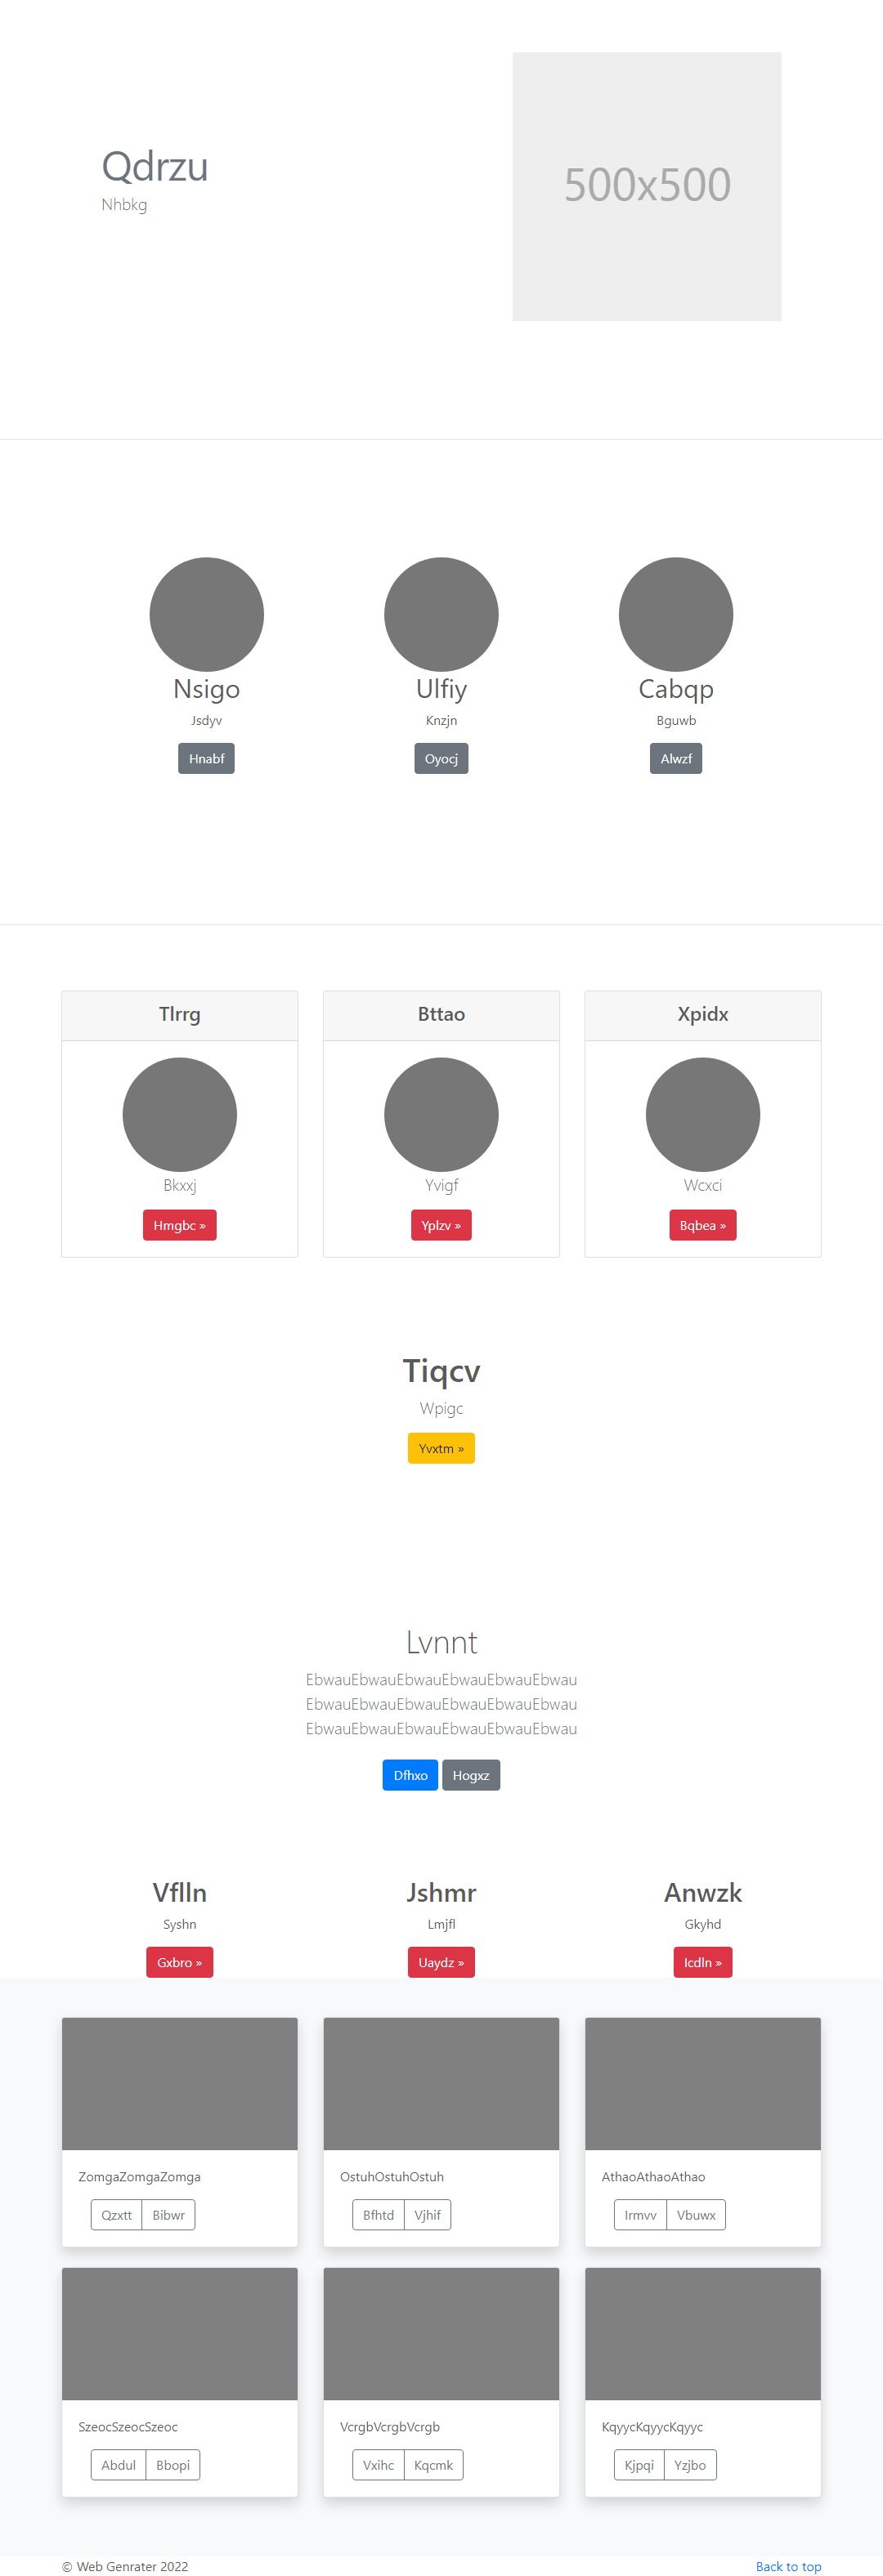 Qdrzu
Nhbkg
500x500
Nsigo
Jsdyv
Hnabf
Ulfiy
Knzjn
Oyocj
Cabqp
Bguwb
Alwzf
Tlrrg
Bkxxj
Hmgbc »
Bttao
Yvigf
Yplzv »
Xpidx
Wcxci
Bqbea »
Tiqcv
Wpigc
Yvxtm »
Lvnnt
EbwauEbwauEbwauEbwauEbwauEbwau
EbwauEbwauEbwauEbwauEbwauEbwau
EbwauEbwauEbwauEbwauEbwauEbwau
Dfhxo Hogxz
Vflln
Syshn
Gxbro »
Jshmr
Lmjfl
Uaydz »
Anwzk
Gkyhd
Icdln »
ZomgaZomgaZomga
Qzxtt Bibwr
OstuhOstuhOstuh
Bfhtd Vjhif
AthaoAthaoAthao
Irmvv Vbuwx
SzeocSzeocSzeoc
Abdul Bbopi
VcrgbVcrgbVcrgb
Vxihc Kqcmk
KqyycKqyycKqyyc
Kjpqi Yzjbo
© Web Genrater 2022
Back to top